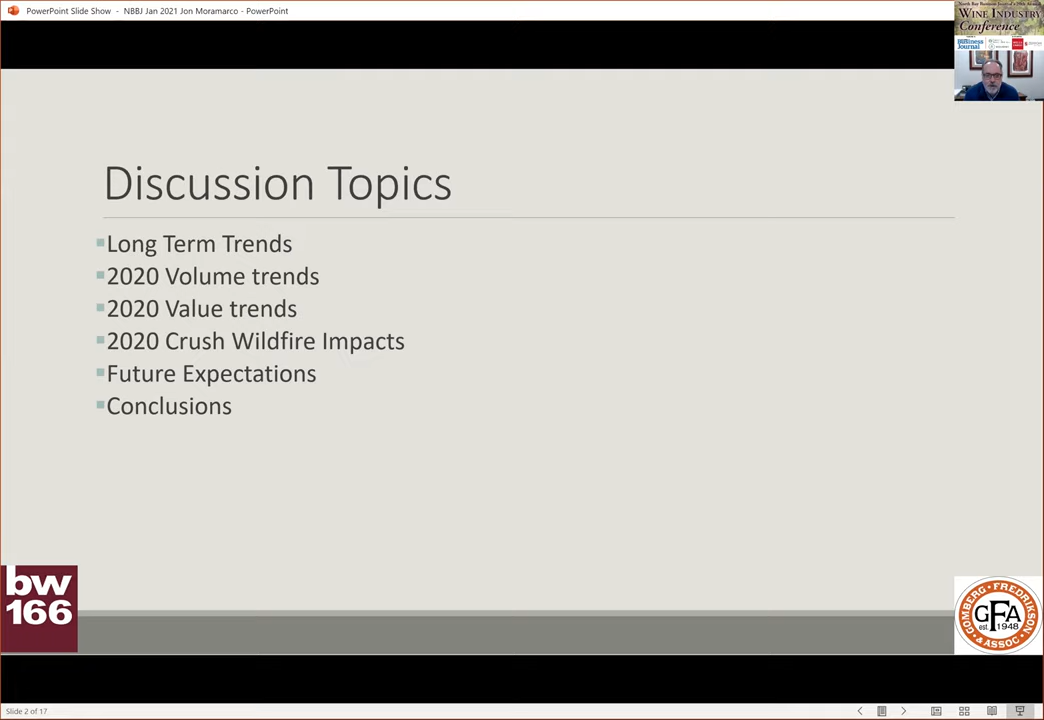 PowerPoint Slide Show - NBBJ Jan 2021 Jon Moramarco - PowerPoint
WINE INDUSTRY
Conference
BUSINESS
JOURNAL
Discussion Topics
Long Term Trends
2020 Volume trends
2020 Value trends
2020 Crush Wildfire Impacts
Future Expectations
Conclusions
bw
166
GOMBERG · FREDRIKSON
GFA
est. 1948
& ASSOC
Slide 2 of 17